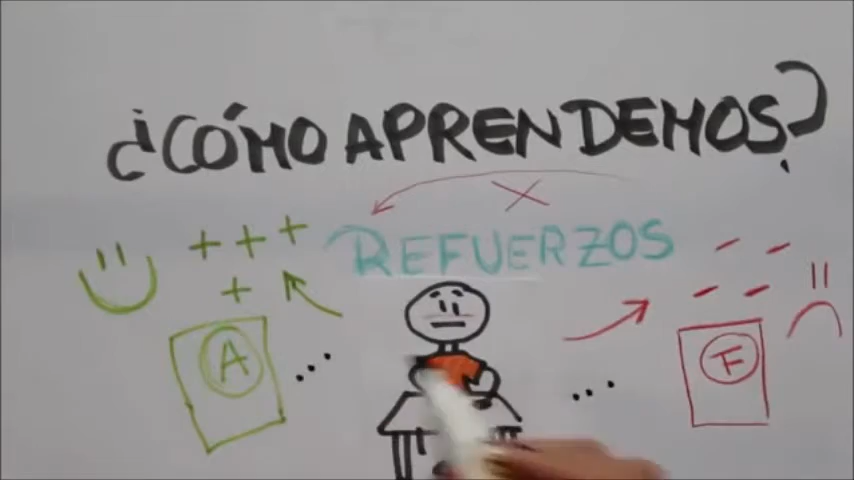 ¿CÓMO APRENDEMOS?
REFUERZOS
+ + +
+
- -
- -
A ...
... F